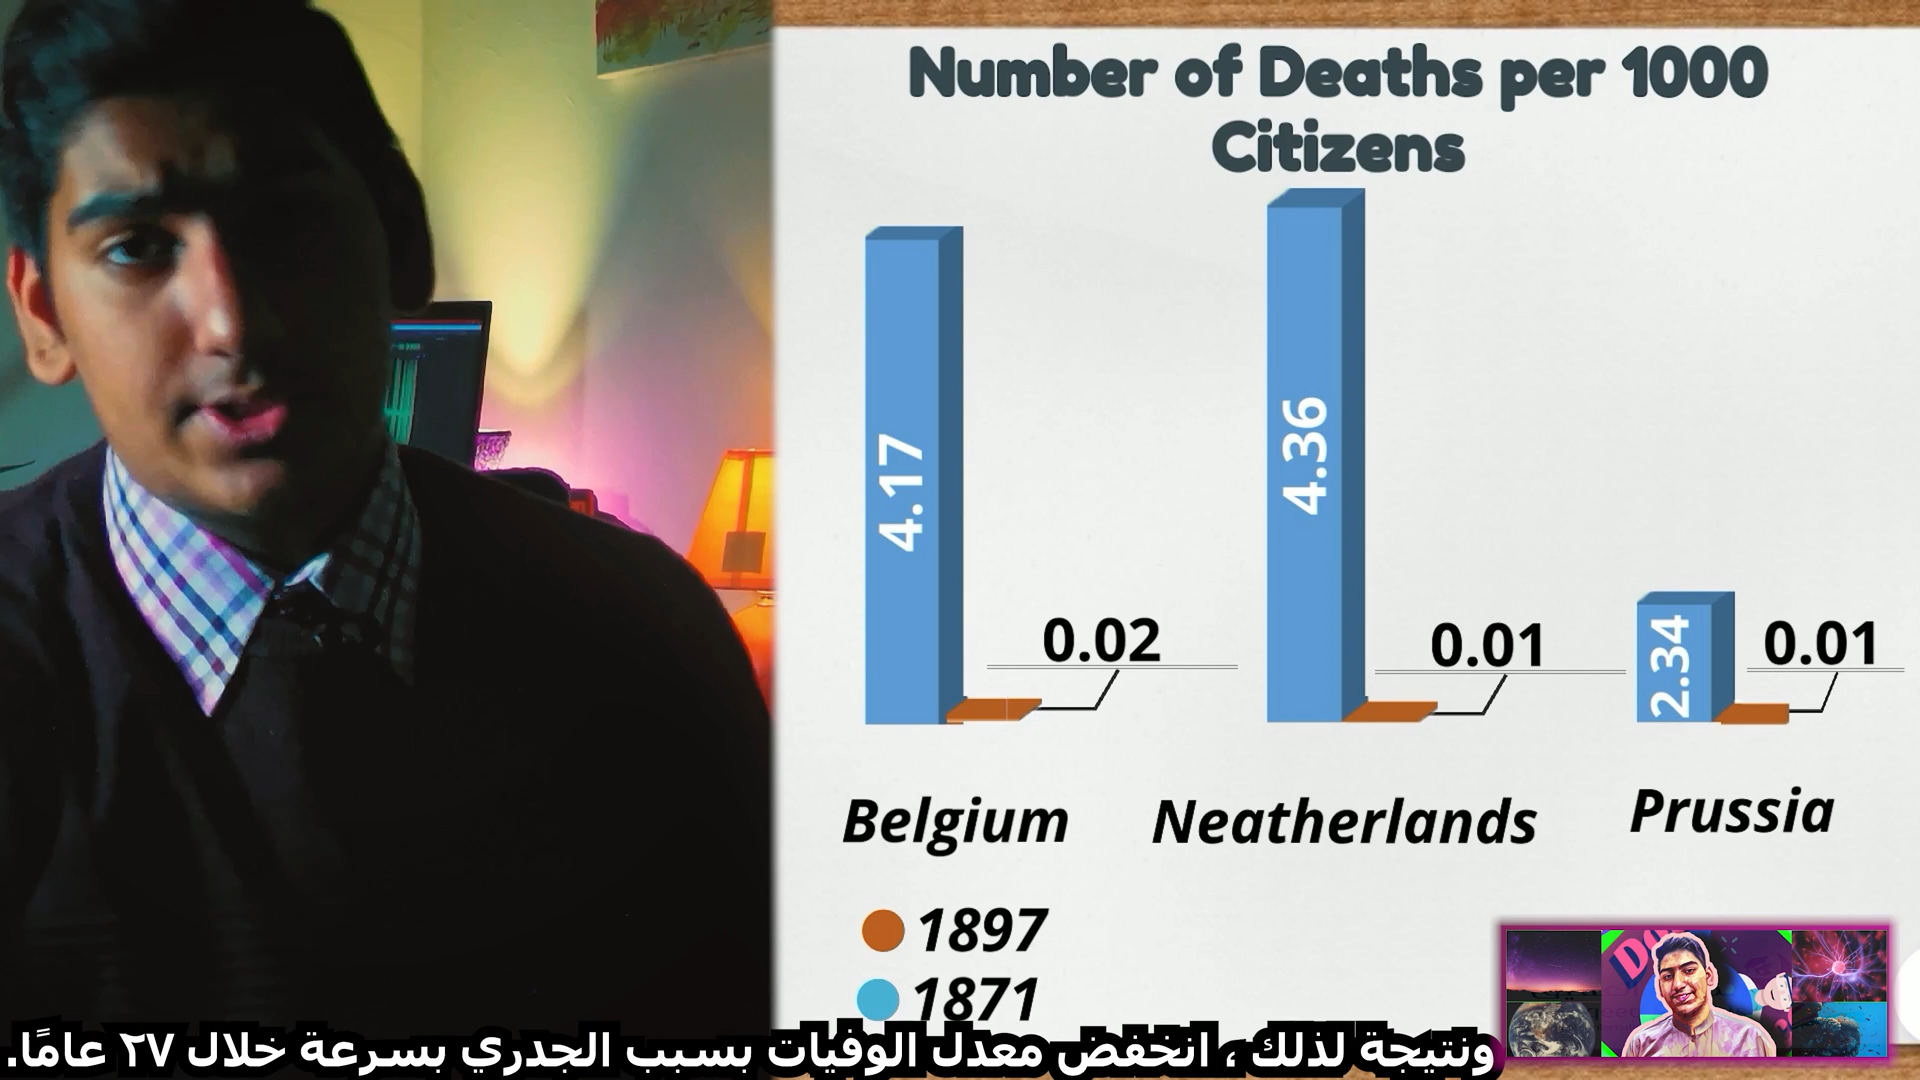 Number of Deaths per 1000
Citizens
4.17
0.02
4.36
0.01
2.34
0.01
Belgium
Neatherlands
Prussia
1897
1871
ونتيجة لذلك ، انخفض معدل الوفيات بسبب الجدري بسرعة خلال ٢٧ عامًا.